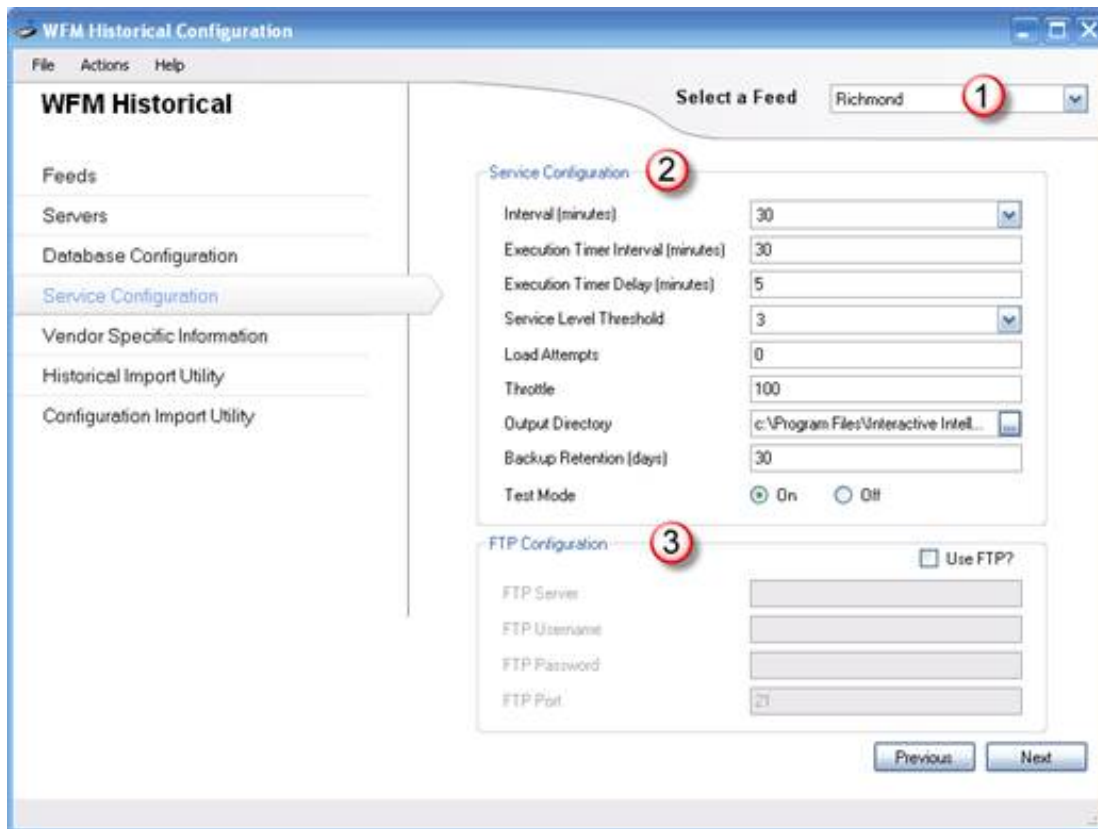 WFM Historical Configuration
File Actions Help
WFM Historical
Select a Feed Richmond 1
Feeds
Servers
Database Configuration
Service Configuration
Vendor Specific Information
Historical Import Utility
Configuration Import Utility
Service Configuration 2
Interval (minutes) 30
Execution Timer Interval (minutes) 30
Execution Timer Delay (minutes) 5
Service Level Threshold 3
Load Attempts 0
Throttle 100
Output Directory c:\Program Files\Interactive Intell... ...
Backup Retention (days) 30
Test Mode On Off
FTP Configuration 3
Use FTP?
FTP Server
FTP Username
FTP Password
FTP Port 21
Previous Next